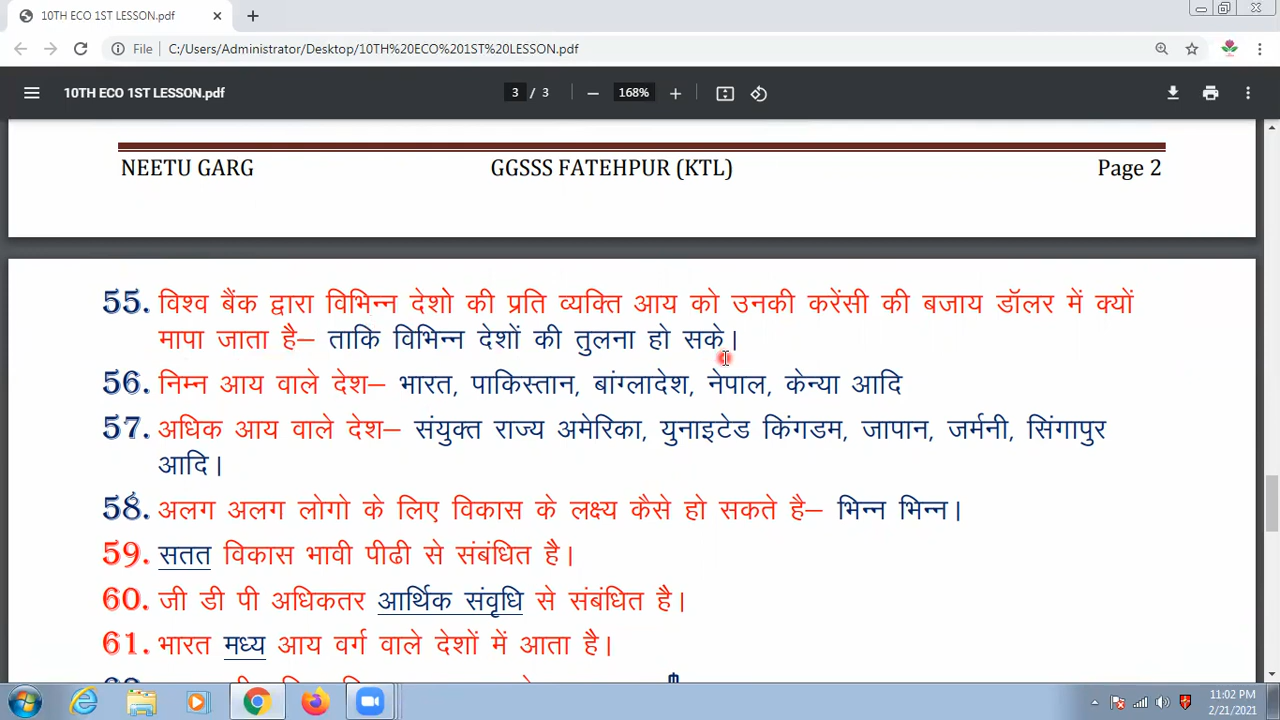 10TH ECO 1ST LESSON.pdf
File C:/Users/Administrator/Desktop/10TH%20ECO%201ST%20LESSON.pdf
10TH ECO 1ST LESSON.pdf 3 / 3 168%
NEETU GARG GGSSS FATEHPUR (KTL) Page 2
55. विश्व बैंक द्वारा विभिन्न देशो की प्रति व्यक्ति आय को उनकी करेंसी की बजाय डॉलर में क्यों
मापा जाता है– ताकि विभिन्न देशों की तुलना हो सके।
56. निम्न आय वाले देश– भारत, पाकिस्तान, बांग्लादेश, नेपाल, केन्या आदि
57. अधिक आय वाले देश– संयुक्त राज्य अमेरिका, युनाइटेड किंगडम, जापान, जर्मनी, सिंगापुर
आदि।
58. अलग अलग लोगो के लिए विकास के लक्ष्य कैसे हो सकते है– भिन्न भिन्न।
59. सतत विकास भावी पीढी से संबंधित है।
60. जी डी पी अधिकतर आर्थिक संवृधि से संबंधित है।
61. भारत मध्य आय वर्ग वाले देशों में आता है।
11:02 PM
2/21/2021